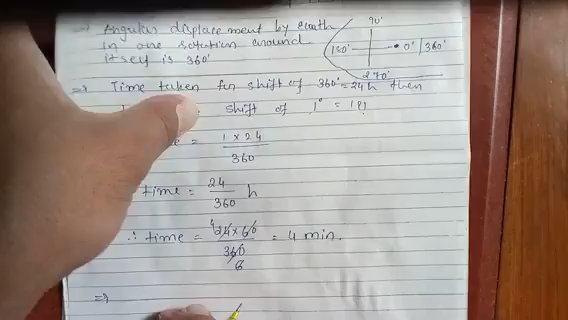 ⇒ Angular displacement by earth
in one rotation around
itself is 360°
90°
180°
0° | 360°
270°
⇒ Time taken for shift of 360° = 24h then
shift of 1° = (?)
= 1 x 24
360
time = 24 h
360
∴ time = 24 x 60 = 4 min.
360
6
⇒